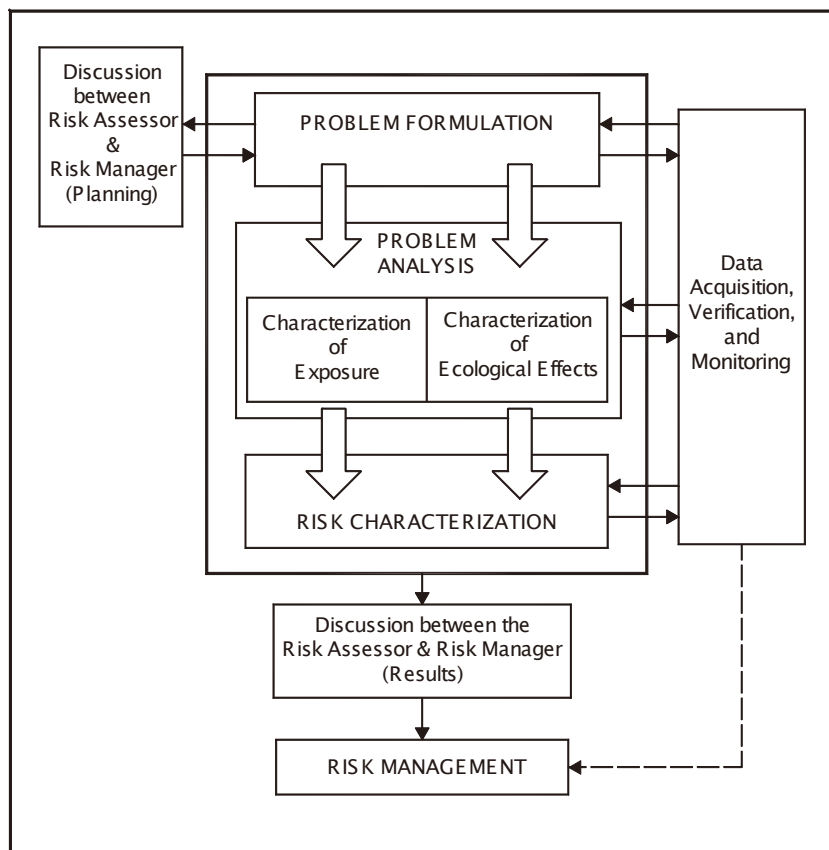 Discussion
between
Risk Assessor
&
Risk Manager
(Planning)
PROBLEM FORMULATION
PROBLEM
ANALYSIS
Characterization
of
Exposure
Characterization
of
Ecological Effects
RISK CHARACTERIZATION
Data
Acquisition,
Verification,
and
Monitoring
Discussion between the
Risk Assessor & Risk Manager
(Results)
RISK MANAGEMENT